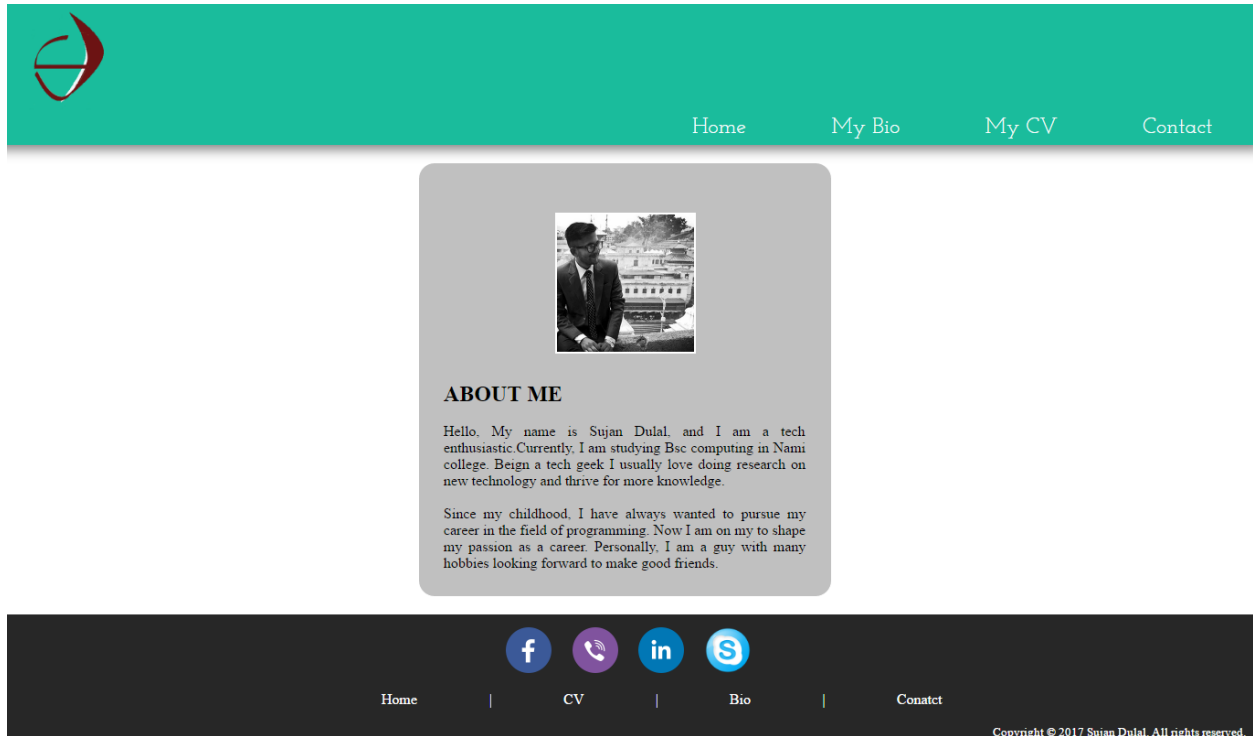 Home My Bio My CV Contact
ABOUT ME
Hello, My name is Sujan Dulal, and I am a tech
enthusiastic.Currently, I am studying Bsc computing in Nami
college. Beign a tech geek I usually love doing research on
new technology and thrive for more knowledge.
Since my childhood, I have always wanted to pursue my
career in the field of programming. Now I am on my to shape
my passion as a career. Personally, I am a guy with many
hobbies looking forward to make good friends.
Home | CV | Bio | Conatct
Copyright © 2017 Sujan Dulal. All rights reserved.